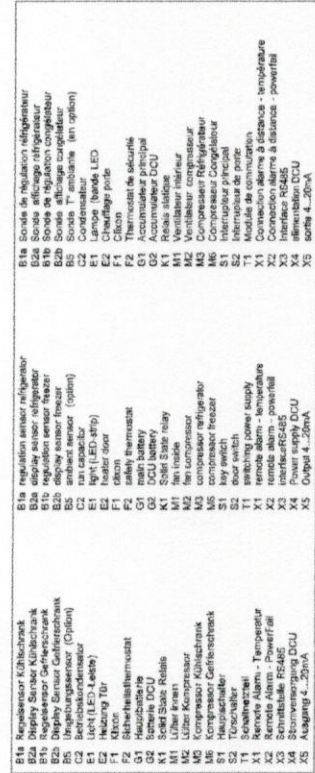 B1a Regelsensor Kühlschrank
B2a Display Sensor Kühlschrank
B1b Regelsensor Gefrierschrank
B2b Display Sensor Gefrierschrank
B5 Umgebungssensor (Option)
C2 Betriebskondensator
E1 Licht (LED-Leiste)
E2 Heizung Tür
F1 Klixon
F2 Sicherheitsthermostat
G1 Hauptbatterie
G2 Batterie DCU
K1 Solid State Relais
M1 Lüfter innen
M2 Lüfter Kompressor
M3 Kompressor Kühlschrank
M6 Kompressor Gefrierschrank
S1 Hauptschalter
S2 Türschalter
T1 Schaltnetzteil
X1 Remote Alarm - Temperatur
X2 Remote Alarm - PowerFail
X3 Schnittstelle RS485
X4 Stromversorgung DCU
X5 Ausgang 4...20mA
B1a regulation sensor refrigerator
B2a display sensor refrigerator
B1b regulation sensor freezer
B2b display sensor freezer
B5 ambient sensor (option)
C2 run capacitor
E1 light (LED-strip)
E2 heater door
F1 clixon
F2 safety thermostat
G1 main battery
G2 DCU battery
K1 Solid State relay
M1 fan inside
M2 fan compressor
M3 compressor refrigerator
M6 compressor freezer
S1 key switch
S2 door switch
T1 switching power supply
X1 remote alarm - temperature
X2 remote alarm - powerfail
X3 interfaceRS485
X4 Power supply DCU
X5 Output 4...20mA
B1a Sonde de régulation réfrigérateur
B2a Sonde affichage réfrigérateur
B1b Sonde de régulation congélateur
B2b Sonde affichage congélateur
B5 Sonde T° ambiante (en option)
C2 Condensateur
E1 Lampe (bande LED
E2 Chauffage porte
F1 Clixon
F2 Thermostat de sécurité
G1 Accumulateur principal
G2 Accumulateur DCU
K1 Relais statique
M1 Ventilateur intérieur
M2 Ventilateur compresseur
M3 Compresseur Réfrigérateur
M6 Compresseur Congélateur
S1 Interrupteur principal
S2 Interrupteur de porte
T1 Module de commutation
X1 Connection alarme à distance - température
X2 Connection alarme à distance - powerfail
X3 Interface RS485
X4 alimentation DCU
X5 sortie 4...20mA